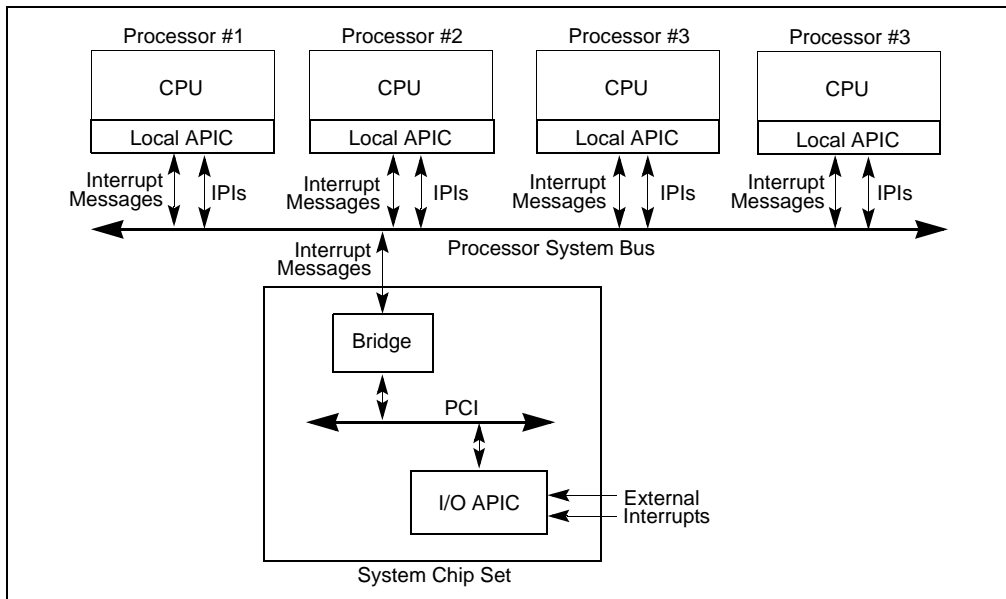 Processor #1
Processor #2
Processor #3
Processor #3
CPU
CPU
CPU
CPU
Local APIC
Local APIC
Local APIC
Local APIC
Interrupt
Messages
IPIs
Interrupt
Messages
IPIs
Interrupt
Messages
IPIs
Interrupt
Messages
IPIs
Processor System Bus
Interrupt
Messages
Bridge
PCI
I/O APIC
External
Interrupts
System Chip Set